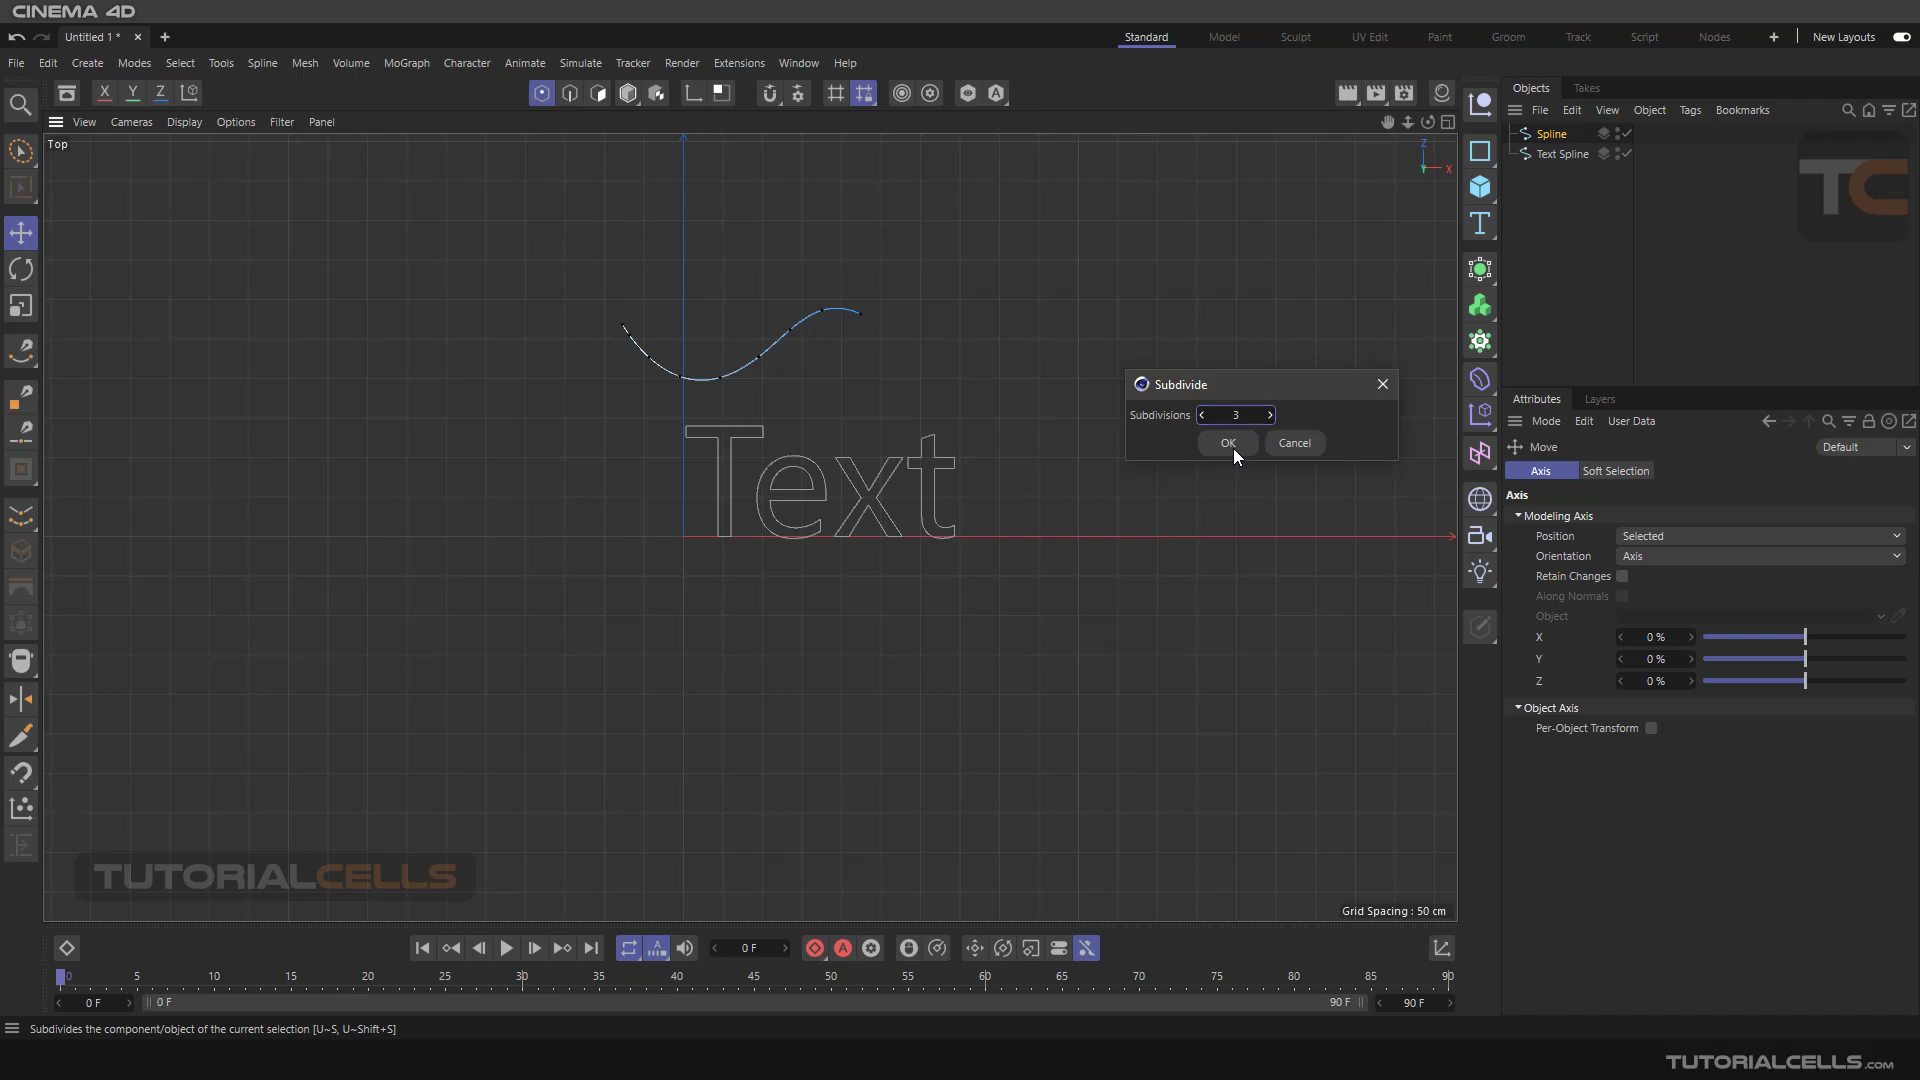 CINEMA 4D
Untitled 1 *
Standard Model Sculpt UV Edit Paint Groom Track Script Nodes New Layouts
File Edit Create Modes Select Tools Spline Mesh Volume MoGraph Character Animate Simulate Tracker Render Extensions Window Help
Objects Takes
X Y Z
File Edit View Object Tags Bookmarks
View Cameras Display Options Filter Panel
Spline
Text Spline
TC
Top
Z
Y X
Subdivide
Subdivisions 3
OK Cancel
Text
Attributes Layers
Mode Edit User Data
Move Default
Axis Soft Selection
Axis
Modeling Axis
Position Selected
Orientation Axis
Retain Changes
Along Normals
Object
X 0 %
Y 0 %
Z 0 %
Object Axis
Per-Object Transform
TUTORIALCELLS
Grid Spacing : 50 cm
0 F
0 5 10 15 20 25 30 35 40 45 50 55 60 65 70 75 80 85 90
0 F 0 F 90 F 90 F
Subdivides the component/object of the current selection [U~S, U~Shift+S]
TUTORIALCELLS.COM